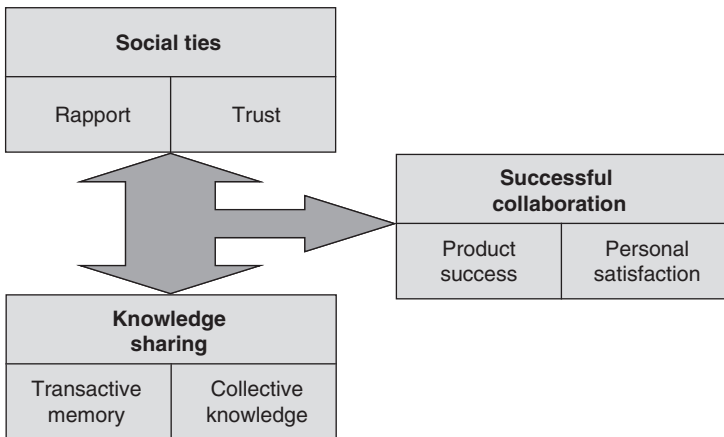 Social ties
Rapport
Trust
Successful
collaboration
Product
success
Personal
satisfaction
Knowledge
sharing
Transactive
memory
Collective
knowledge